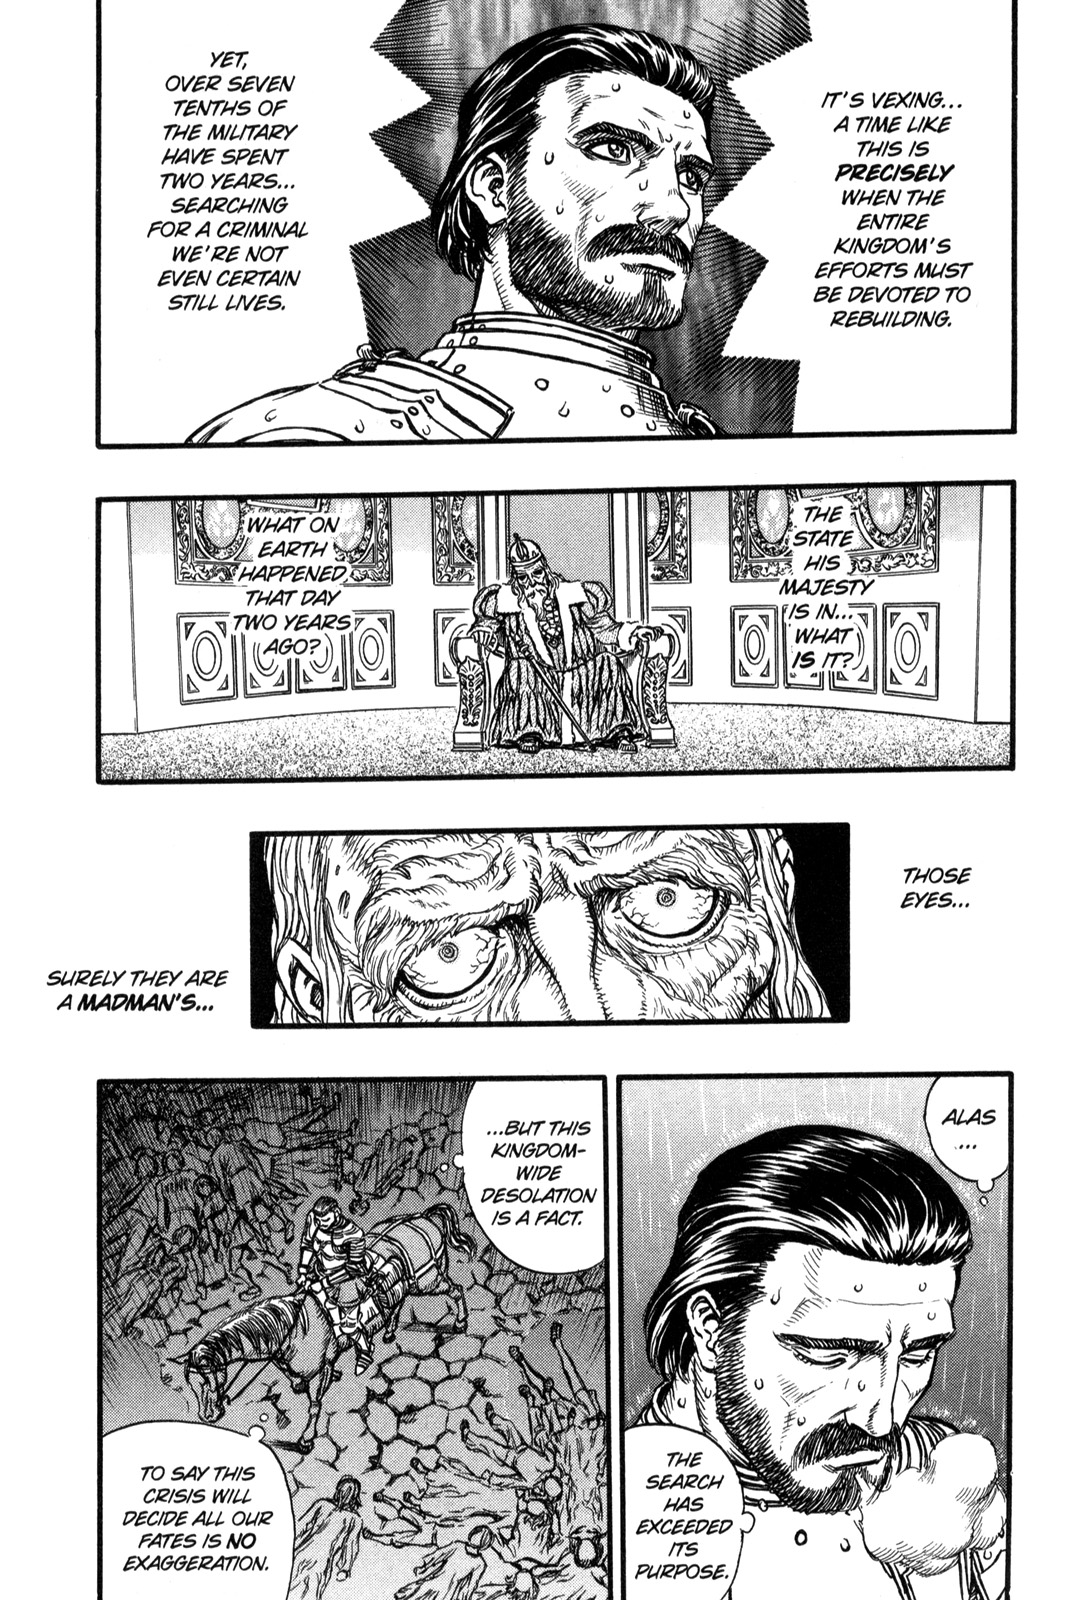 IT'S VEXING...
A TIME LIKE
THIS IS
PRECISELY
WHEN THE
ENTIRE
KINGDOM'S
EFFORTS MUST
BE DEVOTED TO
REBUILDING.
YET,
OVER SEVEN
TENTHS OF
THE MILITARY
HAVE SPENT
TWO YEARS...
SEARCHING
FOR A CRIMINAL
WE'RE NOT
EVEN CERTAIN
STILL LIVES.
THE
STATE
HIS
MAJESTY
IS IN...
WHAT
IS IT?
WHAT ON
EARTH
HAPPENED
THAT DAY
TWO YEARS
AGO?
THOSE
EYES...
SURELY THEY ARE
A MADMAN'S...
ALAS
...
THE
SEARCH
HAS
EXCEEDED
ITS
PURPOSE.
...BUT THIS
KINGDOM-
WIDE
DESOLATION
IS A FACT.
TO SAY THIS
CRISIS WILL
DECIDE ALL OUR
FATES IS NO
EXAGGERATION.